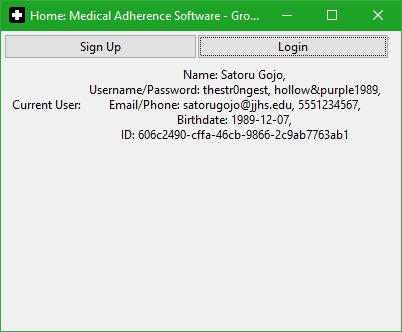 Home: Medical Adherence Software - Gro...
Sign Up
Login
Name: Satoru Gojo,
Username/Password: thestr0ngest, hollow&purple1989,
Current User: Email/Phone: satorugojo@jjhs.edu, 5551234567,
Birthdate: 1989-12-07,
ID: 606c2490-cffa-46cb-9866-2c9ab7763ab1